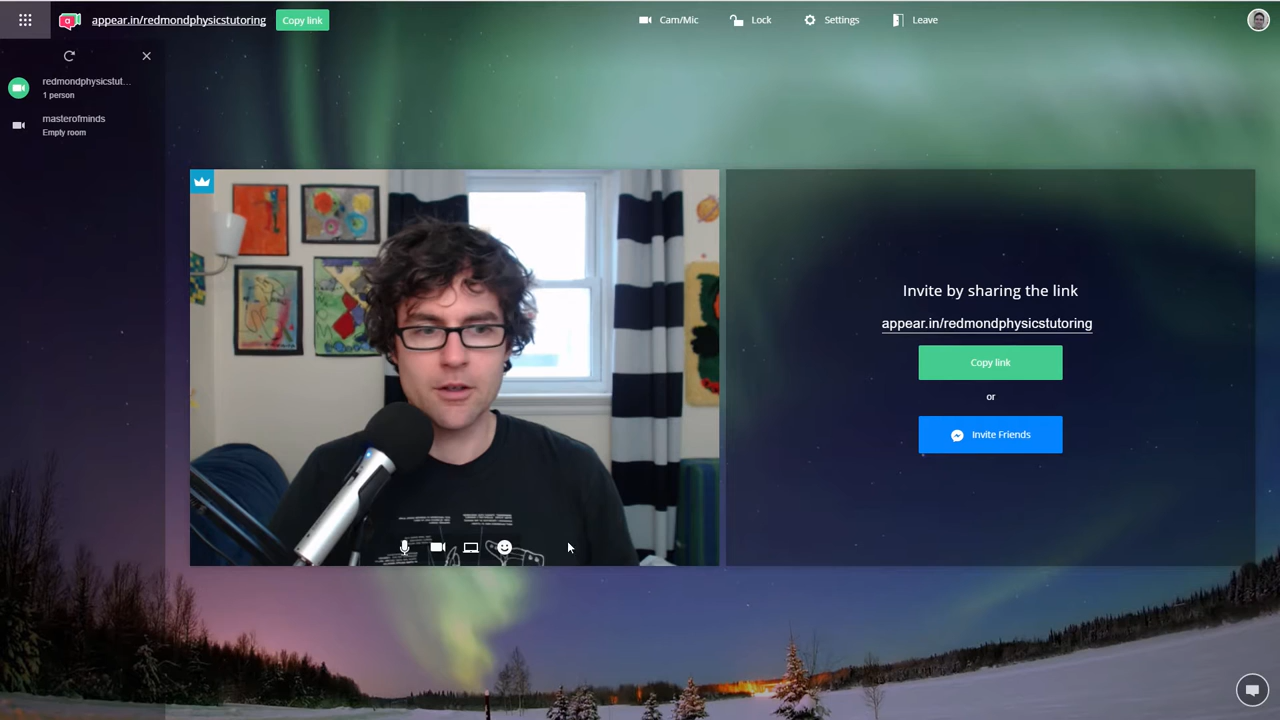 appear.in/redmondphysicstutoring
Copy link
Cam/Mic
Lock
Settings
Leave
redmondphysicstut...
1 person
masterofminds
Empty room
Invite by sharing the link
appear.in/redmondphysicstutoring
Copy link
or
Invite Friends